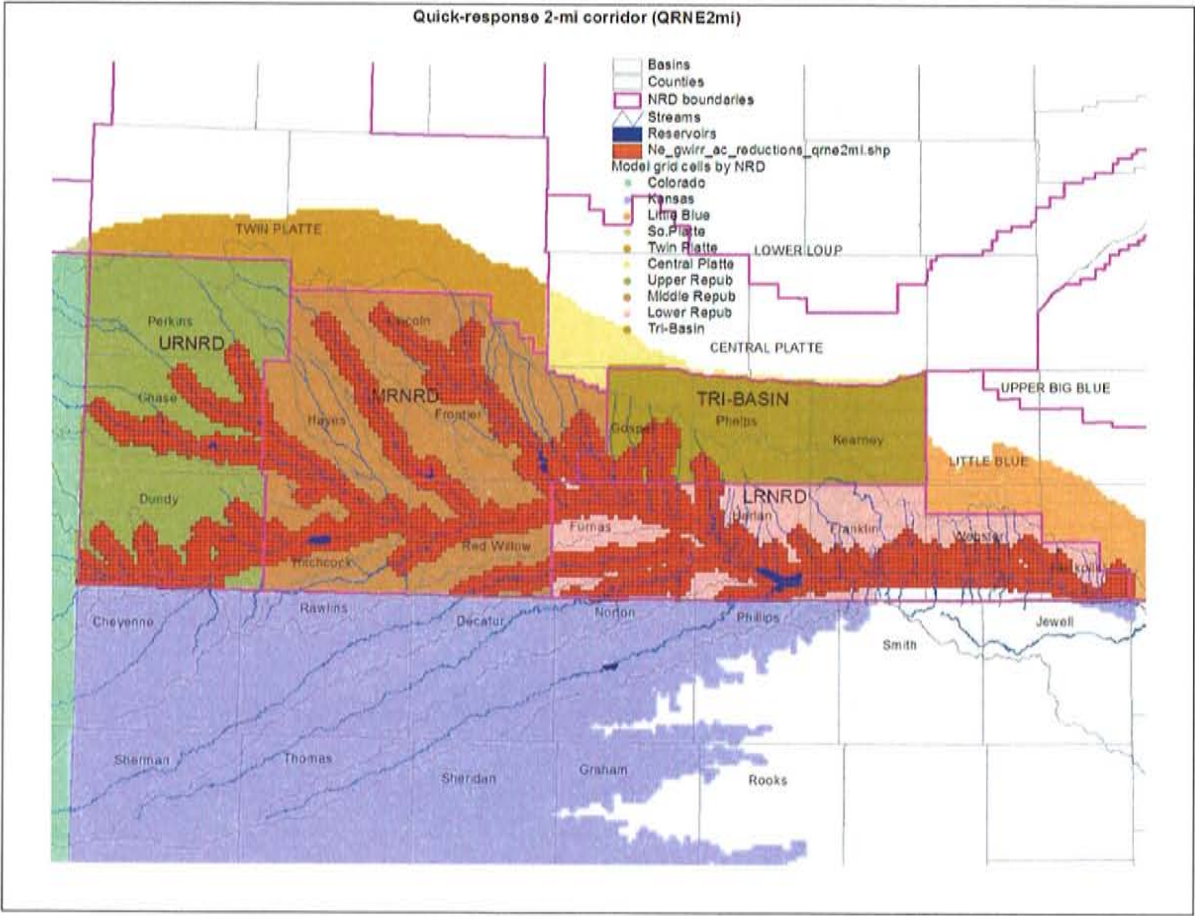 Quick-response 2-mi corridor (QRNE2mi)
Basins
Counties
NRD boundaries
Streams
Reservoirs
Ne_gwirr_ac_reductions_qrne2mi.shp
Model grid cells by NRD
Colorado
Kansas
Little Blue
So.Platte
Twin Platte
Central Platte
Upper Repub
Middle Repub
Lower Repub
Tri-Basin
TWIN PLATTE
LOWER LOUP
Perkins
Lincoln
URNRD
CENTRAL PLATTE
UPPER BIG BLUE
Chase
MRNRD
TRI-BASIN
Hayes
Frontier
Gosper
Phelps
Kearney
LITTLE BLUE
Dundy
LRNRD
Harlan
Furnas
Franklin
Webster
Red Willow
Hitchcock
Cheyenne
Rawlins
Decatur
Norton
Phillips
Smith
Jewell
Sherman
Thomas
Sheridan
Graham
Rooks